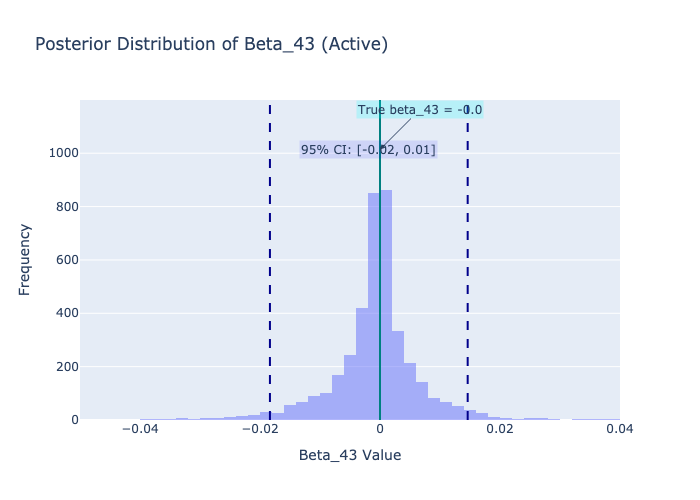 Posterior Distribution of Beta_43 (Active)
True beta_43 = -0.0
95% CI: [-0.02, 0.01]
1000
800
600
400
200
0
Frequency
−0.04
−0.02
0
0.02
0.04
Beta_43 Value